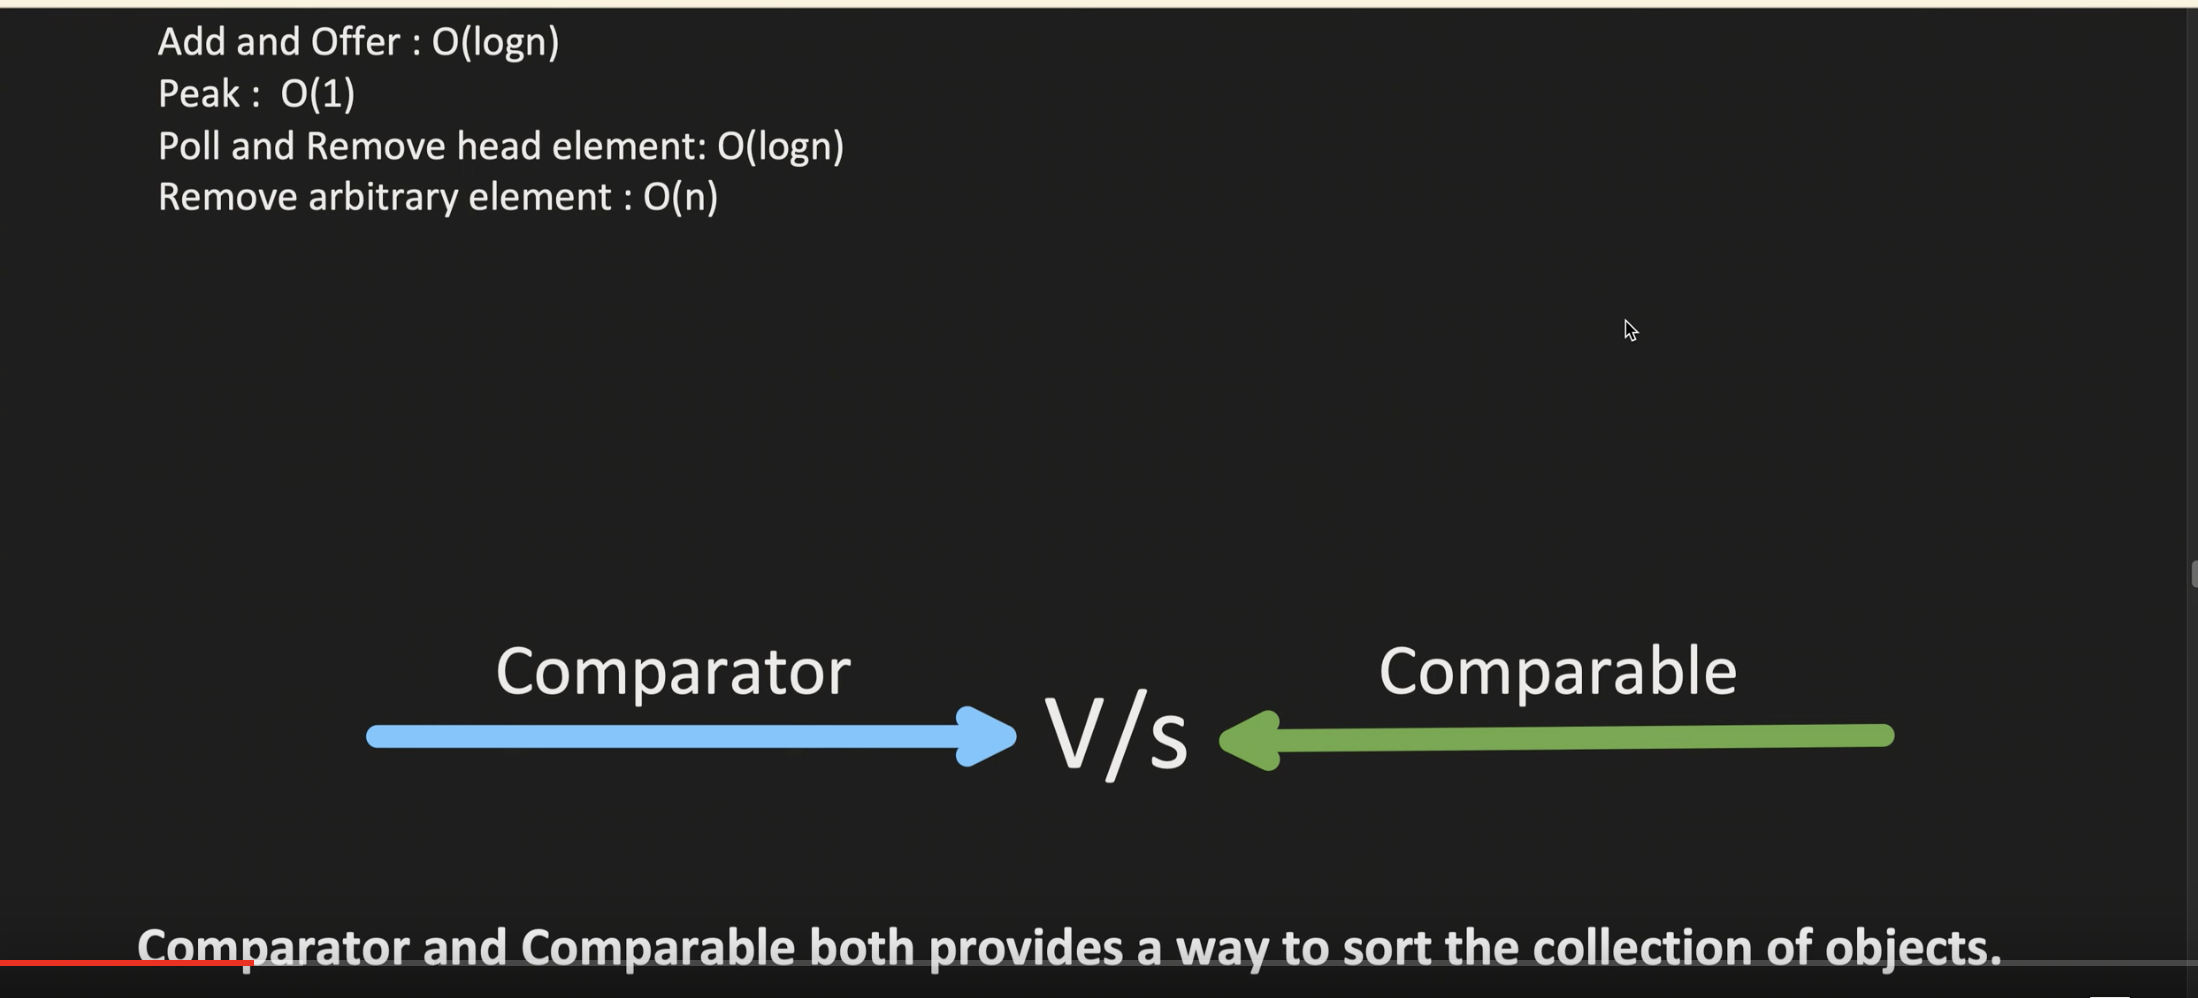 Add and Offer : O(logn)
Peak :  O(1)
Poll and Remove head element: O(logn)
Remove arbitrary element : O(n)
Comparator
V/s
Comparable
Comparator and Comparable both provides a way to sort the collection of objects.